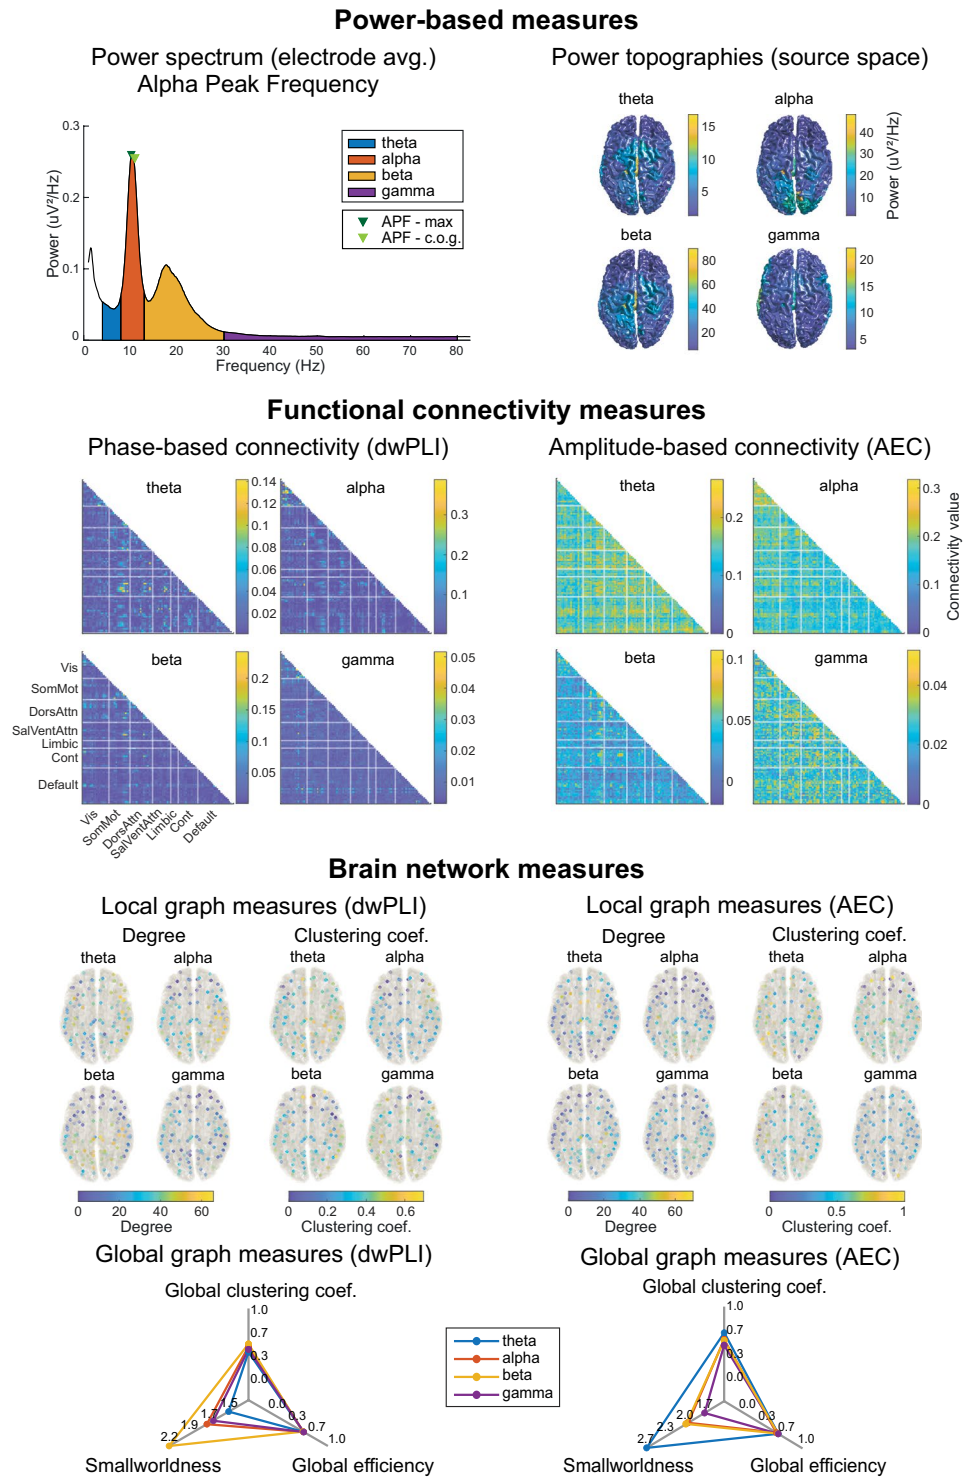 Power-based measures
Power spectrum (electrode avg.)
Alpha Peak Frequency
Power (uV²/Hz)
0.3
0.2
0.1
0
0
10
20
30
40
50
60
70
80
Frequency (Hz)
theta
alpha
beta
gamma
APF - max
APF - c.o.g.
Power topographies (source space)
theta
15
10
5
alpha
40
30
20
10
Power (uV²/Hz)
beta
80
60
40
20
gamma
20
15
10
5
Functional connectivity measures
Phase-based connectivity (dwPLI)
theta
0.14
0.12
0.1
0.08
0.06
0.04
0.02
alpha
0.3
0.2
0.1
beta
0.2
0.15
0.1
0.05
gamma
0.05
0.04
0.03
0.02
0.01
Vis
SomMot
DorsAttn
SalVentAttn
Limbic
Cont
Default
Vis
SomMot
DorsAttn
SalVentAttn
Limbic
Cont
Default
Amplitude-based connectivity (AEC)
theta
0.2
0.1
0
alpha
0.3
0.2
0.1
0
Connectivity value
beta
0.1
0.05
0
gamma
0.04
0.02
0
Brain network measures
Local graph measures (dwPLI)
Degree
theta
alpha
beta
gamma
0 20 40 60
Degree
Clustering coef.
theta
alpha
beta
gamma
0 0.2 0.4 0.6
Clustering coef.
Local graph measures (AEC)
Degree
theta
alpha
beta
gamma
0 20 40 60
Degree
Clustering coef.
theta
alpha
beta
gamma
0 0.5 1
Clustering coef.
Global graph measures (dwPLI)
Global clustering coef.
1.0
0.7
0.3
0.0
1.5
1.7
1.9
2.2
0.0
0.3
0.7
1.0
Smallworldness
Global efficiency
theta
alpha
beta
gamma
Global graph measures (AEC)
Global clustering coef.
1.0
0.7
0.3
0.0
1.7
2.0
2.3
2.7
0.0
0.3
0.7
1.0
Smallworldness
Global efficiency